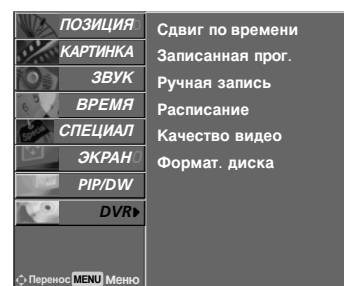 ПОЗИЦИЯ
КАРТИНКА
ЗВУК
ВРЕМЯ
СПЕЦИАЛ
ЭКРАН
PIP/DW
DVR
Перенос MENU Меню
Сдвиг по времени
Записанная прог.
Ручная запись
Расписание
Качество видео
Формат. диска